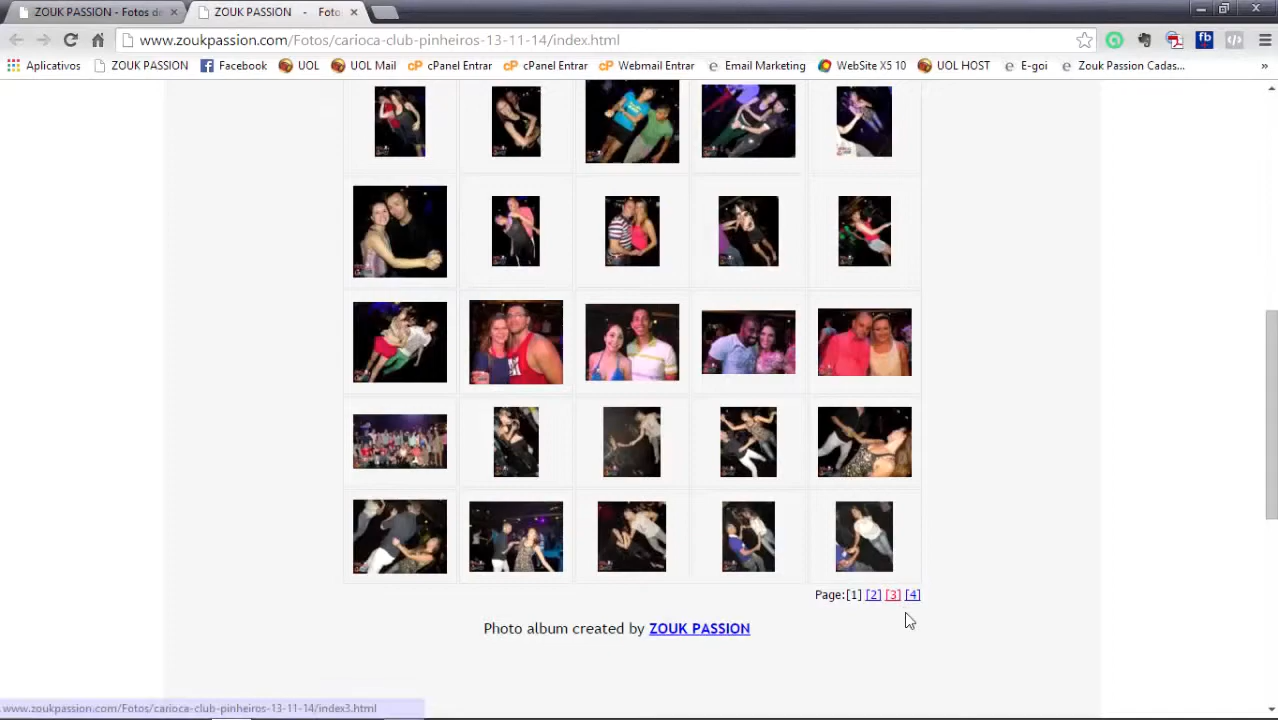 ZOUK PASSION - Fotos de
ZOUK PASSION - Foto
www.zoukpassion.com/Fotos/carioca-club-pinheiros-13-11-14/index.html
Aplicativos ZOUK PASSION Facebook UOL UOL Mail cPanel Entrar cPanel Entrar Webmail Entrar Email Marketing WebSite X5 10 UOL HOST E-goi Zouk Passion Cadas... »
Page:[1] [2] [3] [4]
Photo album created by ZOUK PASSION
www.zoukpassion.com/Fotos/carioca-club-pinheiros-13-11-14/index3.html